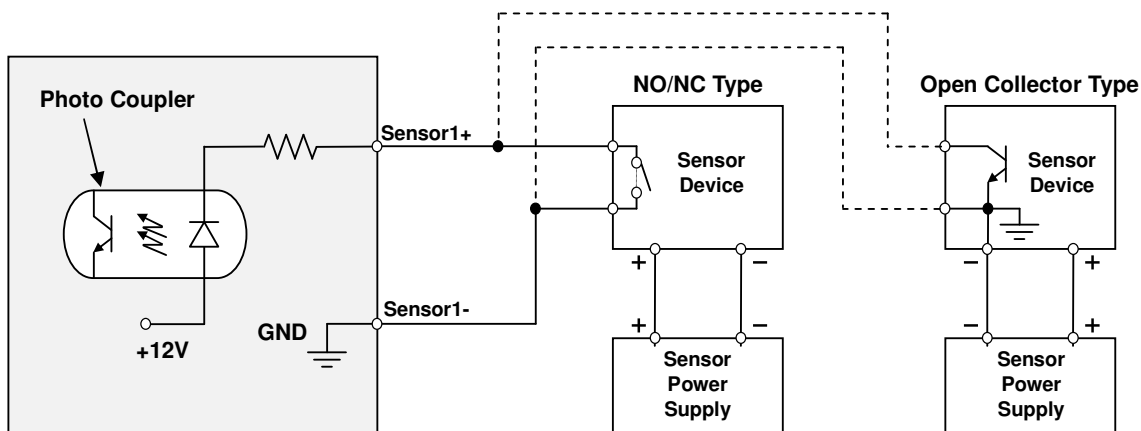 Photo Coupler
+12V
GND
Sensor1+
Sensor1-
NO/NC Type
Sensor
Device
+ −
+ −
Sensor
Power
Supply
Open Collector Type
Sensor
Device
− +
− +
Sensor
Power
Supply